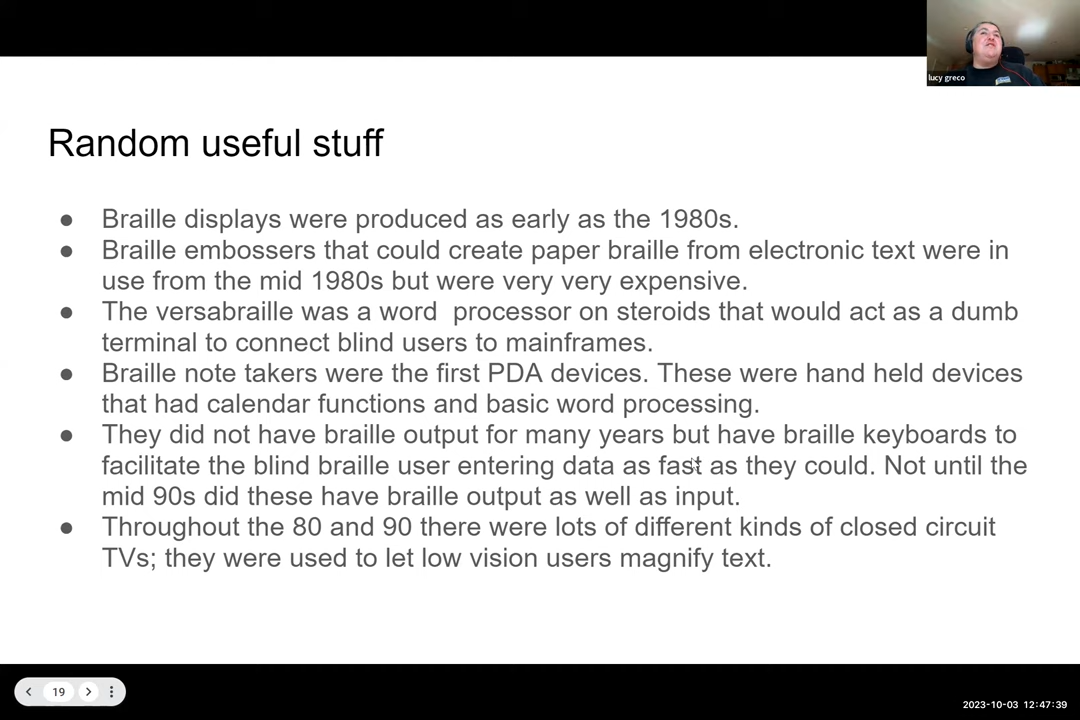 lucy greco
Random useful stuff
● Braille displays were produced as early as the 1980s.
● Braille embossers that could create paper braille from electronic text were in
use from the mid 1980s but were very very expensive.
● The versabraille was a word  processor on steroids that would act as a dumb
terminal to connect blind users to mainframes.
● Braille note takers were the first PDA devices. These were hand held devices
that had calendar functions and basic word processing.
● They did not have braille output for many years but have braille keyboards to
facilitate the blind braille user entering data as fast as they could. Not until the
mid 90s did these have braille output as well as input.
● Throughout the 80 and 90 there were lots of different kinds of closed circuit
TVs; they were used to let low vision users magnify text.
19
2023-10-03 12:47:39